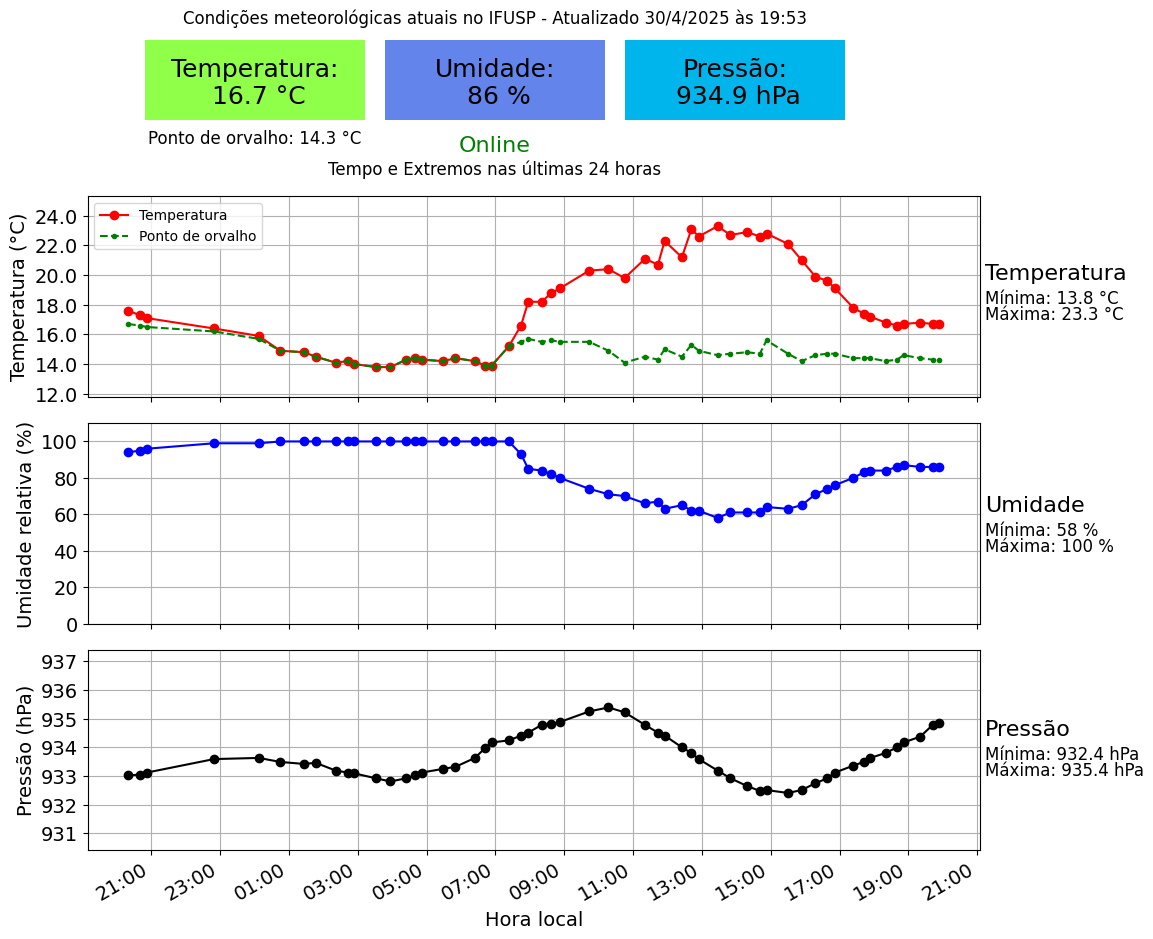 Condições meteorológicas atuais no IFUSP - Atualizado 30/4/2025 às 19:53
Temperatura:
16.7 °C
Umidade:
86 %
Pressão:
934.9 hPa
Ponto de orvalho: 14.3 °C
Online
Tempo e Extremos nas últimas 24 horas
Temperatura (°C)
24.0
22.0
20.0
18.0
16.0
14.0
12.0
Temperatura
Ponto de orvalho
Temperatura
Mínima: 13.8 °C
Máxima: 23.3 °C
Umidade relativa (%)
100
80
60
40
20
0
Umidade
Mínima: 58 %
Máxima: 100 %
Pressão (hPa)
937
936
935
934
933
932
931
Pressão
Mínima: 932.4 hPa
Máxima: 935.4 hPa
21:00 23:00 01:00 03:00 05:00 07:00 09:00 11:00 13:00 15:00 17:00 19:00 21:00
Hora local